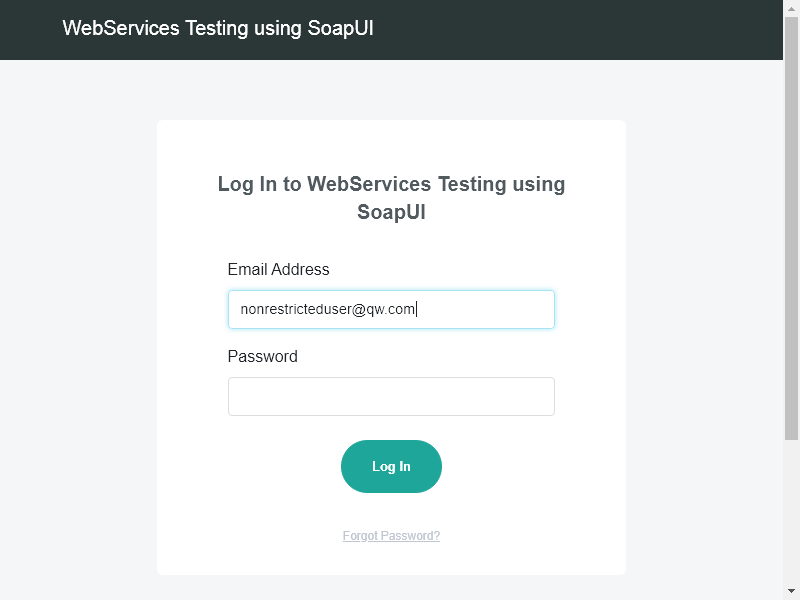 WebServices Testing using SoapUI
Log In to WebServices Testing using
SoapUI
Email Address
nonrestricteduser@qw.com
Password
Log In
Forgot Password?